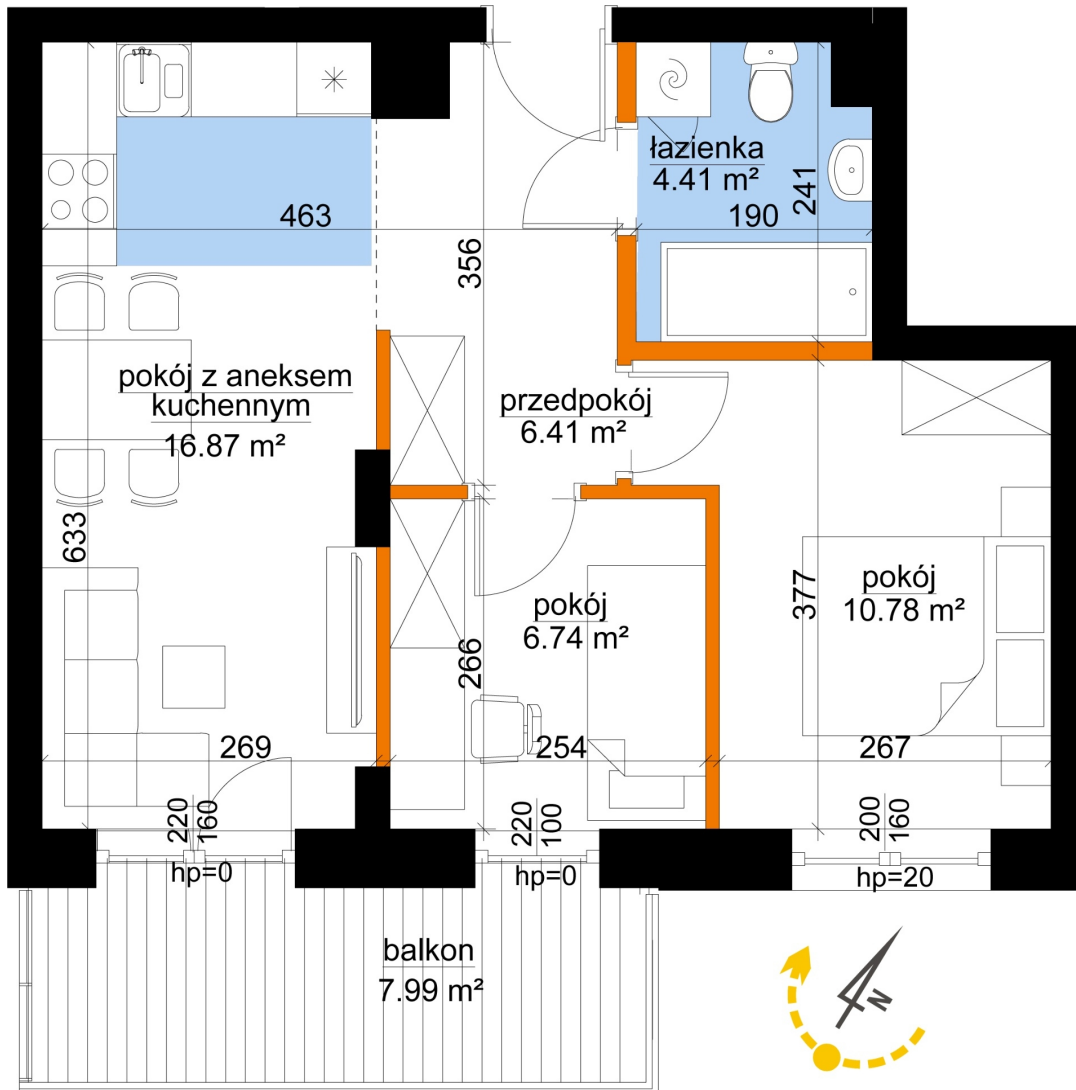 łazienka
4.41 m²
463
190
241
356
pokój z aneksem
kuchennym
16.87 m²
przedpokój
6.41 m²
633
pokój
6.74 m²
266
377
pokój
10.78 m²
269
254
267
220
160
hp=0
220
100
hp=0
200
160
hp=20
balkon
7.99 m²
N